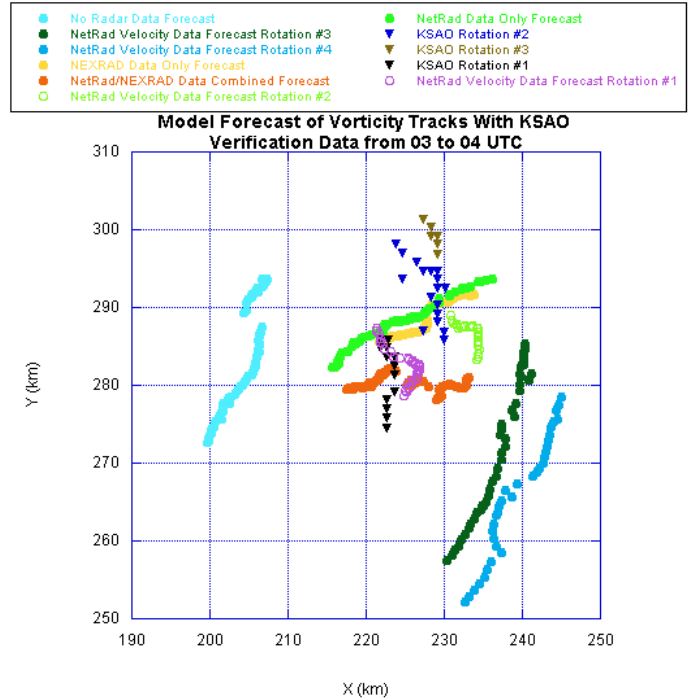 No Radar Data Forecast
NetRad Velocity Data Forecast Rotation #3
NetRad Velocity Data Forecast Rotation #4
NEXRAD Data Only Forecast
NetRad/NEXRAD Data Combined Forecast
NetRad Velocity Data Forecast Rotation #2
NetRad Data Only Forecast
KSAO Rotation #2
KSAO Rotation #3
KSAO Rotation #1
NetRad Velocity Data Forecast Rotation #1
Model Forecast of Vorticity Tracks With KSAO
Verification Data from 03 to 04 UTC
310
300
290
280
270
260
250
Y (km)
190 200 210 220 230 240 250
X (km)